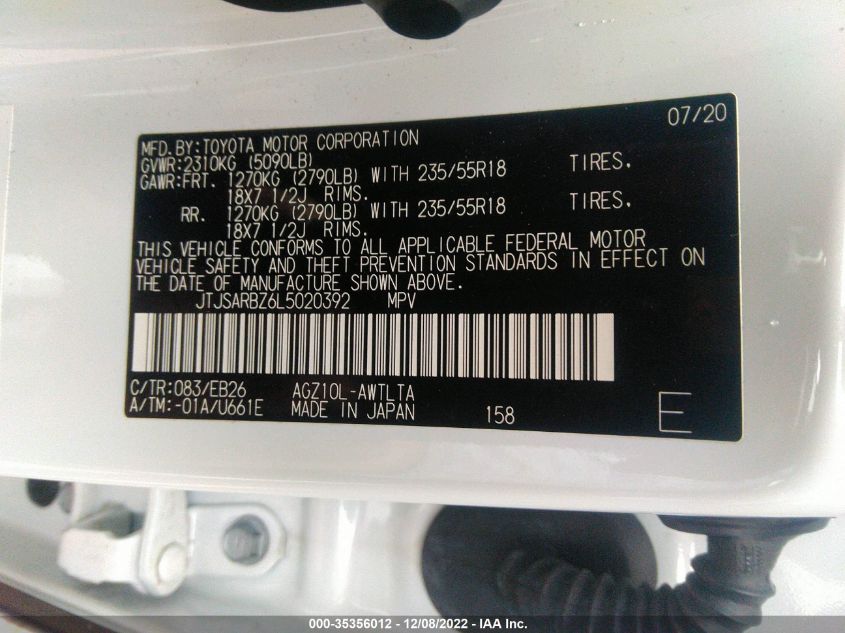 07/20
MFD.BY:TOYOTA MOTOR CORPORATION
GVWR:2310KG (5090LB)
GAWR:FRT. 1270KG (2790LB) WITH 235/55R18 TIRES.
18X7 1/2J RIMS.
RR. 1270KG (2790LB) WITH 235/55R18 TIRES.
18X7 1/2J RIMS.
THIS VEHICLE CONFORMS TO ALL APPLICABLE FEDERAL MOTOR
VEHICLE SAFETY AND THEFT PREVENTION STANDARDS IN EFFECT ON
THE DATE OF MANUFACTURE SHOWN ABOVE.
JTJSARBZ6L5020392 MPV
C/TR:083/EB26 AGZ10L-AWTLTA
A/TM:-01A/U661E MADE IN JAPAN 158 E
000-35356012 - 12/08/2022 - IAA Inc.